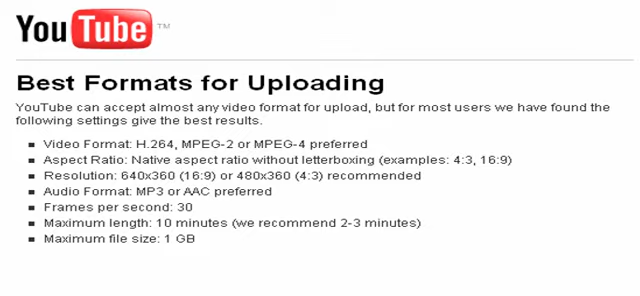 YouTube™
Best Formats for Uploading
YouTube can accept almost any video format for upload, but for most users we have found the
following settings give the best results.
Video Format: H.264, MPEG-2 or MPEG-4 preferred
Aspect Ratio: Native aspect ratio without letterboxing (examples: 4:3, 16:9)
Resolution: 640x360 (16:9) or 480x360 (4:3) recommended
Audio Format: MP3 or AAC preferred
Frames per second: 30
Maximum length: 10 minutes (we recommend 2-3 minutes)
Maximum file size: 1 GB